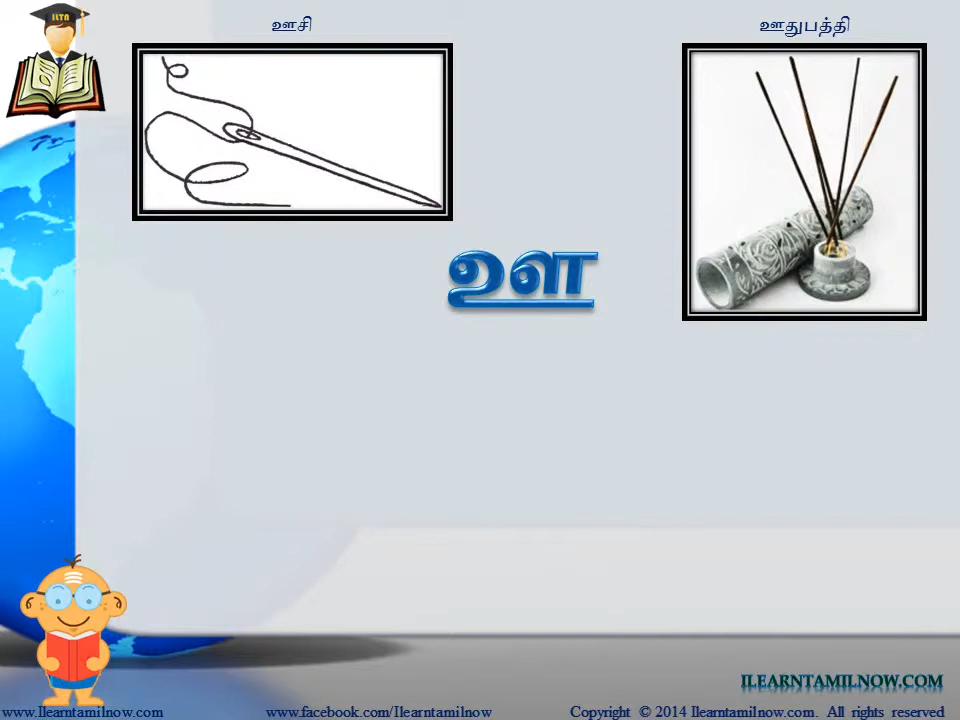 ILTN
ஊசி
ஊதுபத்தி
ஊ
ILEARNTAMILNOW.COM
www.Ilearntamilnow.com
www.facebook.com/Ilearntamilnow
Copyright © 2014 Ilearntamilnow.com. All rights reserved